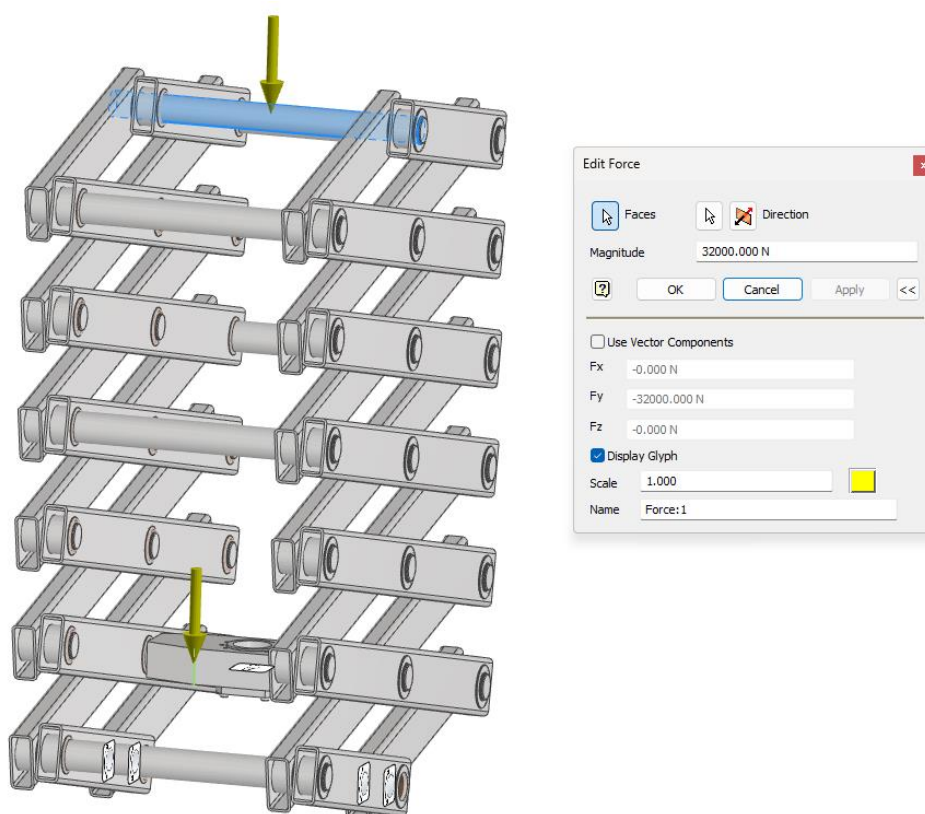 Edit Force
x
Faces
Direction
Magnitude 32000.000 N
?
OK Cancel Apply <<
Use Vector Components
Fx -0.000 N
Fy -32000.000 N
Fz -0.000 N
Display Glyph
Scale 1.000
Name Force:1